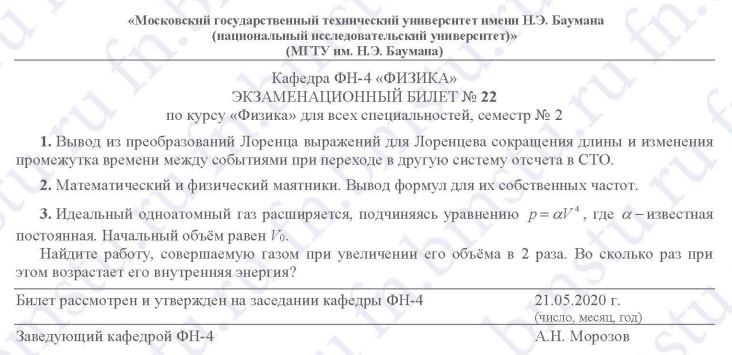 «Московский государственный технический университет имени Н.Э. Баумана
(национальный исследовательский университет)»
(МГТУ им. Н.Э. Баумана)
Кафедра ФН-4 «ФИЗИКА»
ЭКЗАМЕНАЦИОННЫЙ БИЛЕТ № 22
по курсу «Физика» для всех специальностей, семестр № 2
1. Вывод из преобразований Лоренца выражений для Лоренцева сокращения длины и изменения
промежутка времени между событиями при переходе в другую систему отсчета в СТО.
2. Математический и физический маятники. Вывод формул для их собственных частот.
3. Идеальный одноатомный газ расширяется, подчиняясь уравнению p = αV⁴, где α – известная
постоянная. Начальный объём равен V₀.
Найдите работу, совершаемую газом при увеличении его объёма в 2 раза. Во сколько раз при
этом возрастает его внутренняя энергия?
Билет рассмотрен и утвержден на заседании кафедры ФН-4 21.05.2020 г.
(число, месяц, год)
Заведующий кафедрой ФН-4 А.Н. Морозов
fn.bmstu.ru